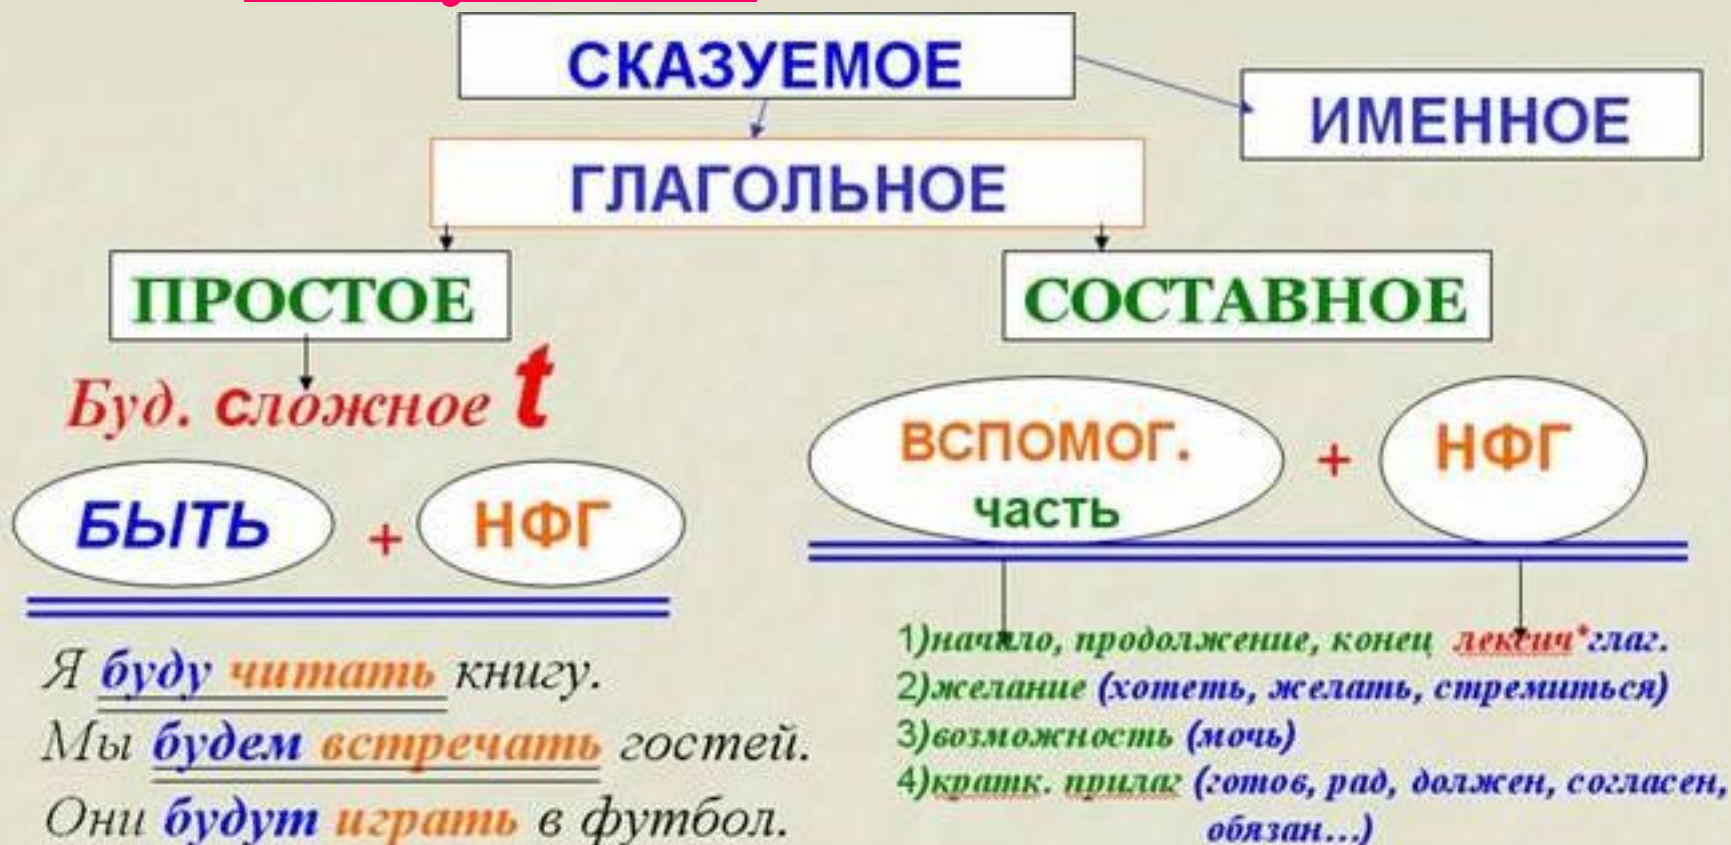 СКАЗУЕМОЕ
ИМЕННОЕ
ГЛАГОЛЬНОЕ
ПРОСТОЕ
СОСТАВНОЕ
Буд. сложное t
БЫТЬ + НФГ
ВСПОМОГ. + НФГ
часть
Я буду читать книгу.
Мы будем встречать гостей.
Они будут играть в футбол.
1)начало, продолжение, конец лексич*глаг.
2)желание (хотеть, желать, стремиться)
3)возможность (мочь)
4)кратк. прилаг (готов, рад, должен, согласен,
обязан...)